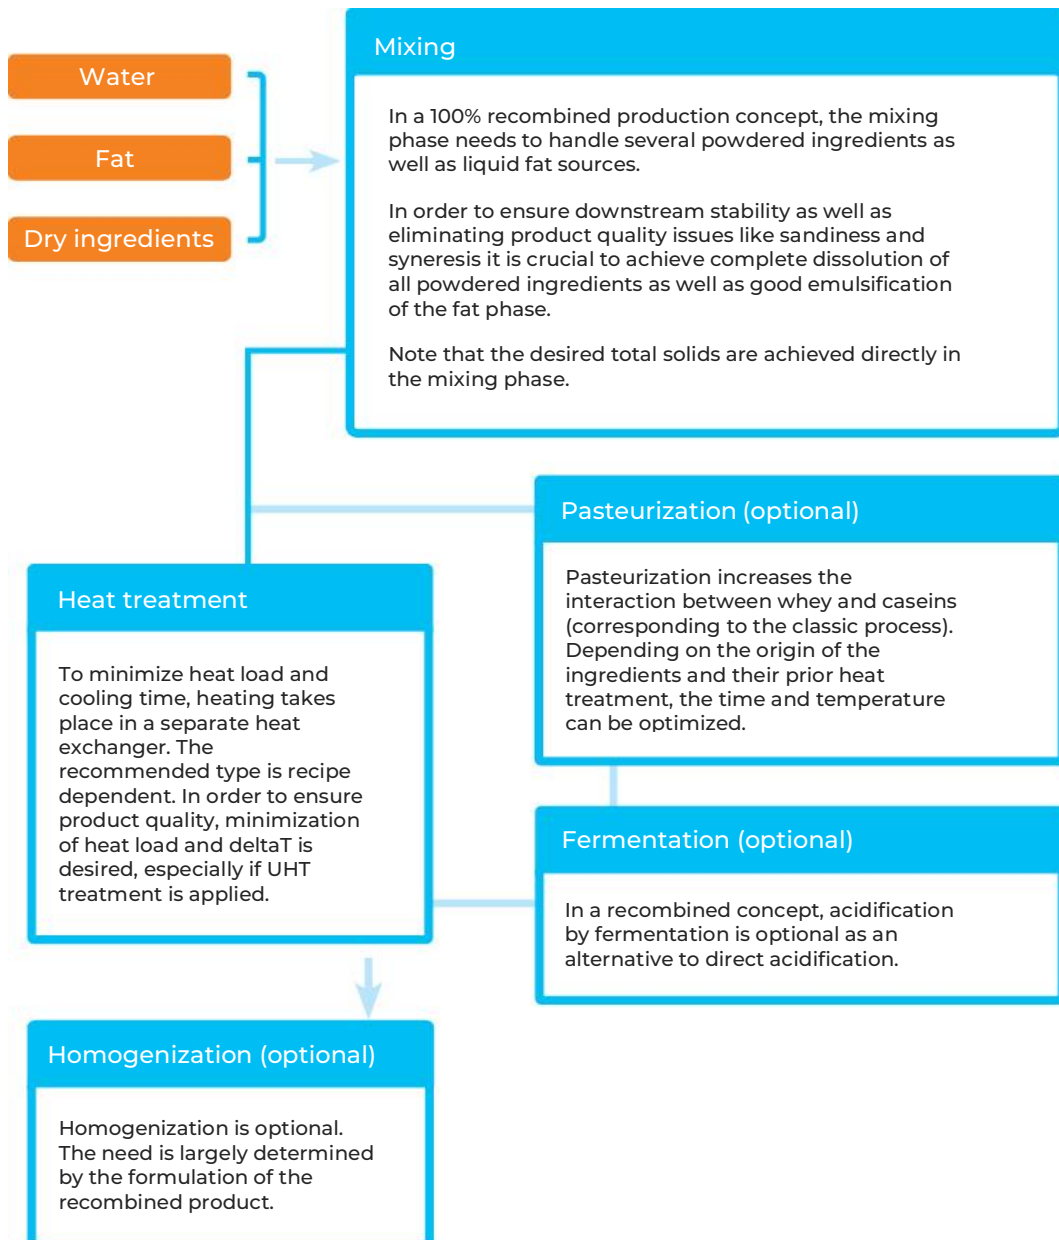 Water
Fat
Dry ingredients
Mixing
In a 100% recombined production concept, the mixing
phase needs to handle several powdered ingredients as
well as liquid fat sources.
In order to ensure downstream stability as well as
eliminating product quality issues like sandiness and
syneresis it is crucial to achieve complete dissolution of
all powdered ingredients as well as good emulsification
of the fat phase.
Note that the desired total solids are achieved directly in
the mixing phase.
Pasteurization (optional)
Pasteurization increases the
interaction between whey and caseins
(corresponding to the classic process).
Depending on the origin of the
ingredients and their prior heat
treatment, the time and temperature
can be optimized.
Heat treatment
To minimize heat load and
cooling time, heating takes
place in a separate heat
exchanger. The
recommended type is recipe
dependent. In order to ensure
product quality, minimization
of heat load and deltaT is
desired, especially if UHT
treatment is applied.
Fermentation (optional)
In a recombined concept, acidification
by fermentation is optional as an
alternative to direct acidification.
Homogenization (optional)
Homogenization is optional.
The need is largely determined
by the formulation of the
recombined product.